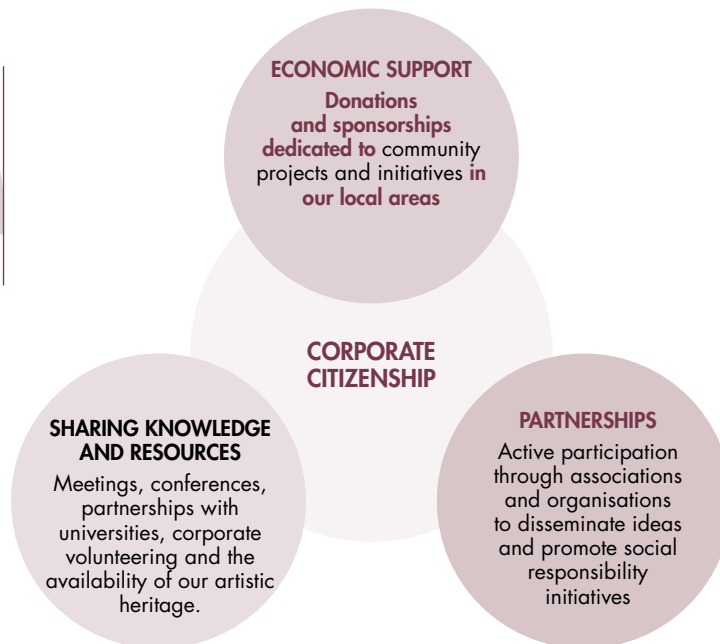 ECONOMIC SUPPORT
Donations
and sponsorships
dedicated to community
projects and initiatives in
our local areas
CORPORATE
CITIZENSHIP
SHARING KNOWLEDGE
AND RESOURCES
Meetings, conferences,
partnerships with
universities, corporate
volunteering and the
availability of our artistic
heritage.
PARTNERSHIPS
Active participation
through associations
and organisations
to disseminate ideas
and promote social
responsibility
initiatives